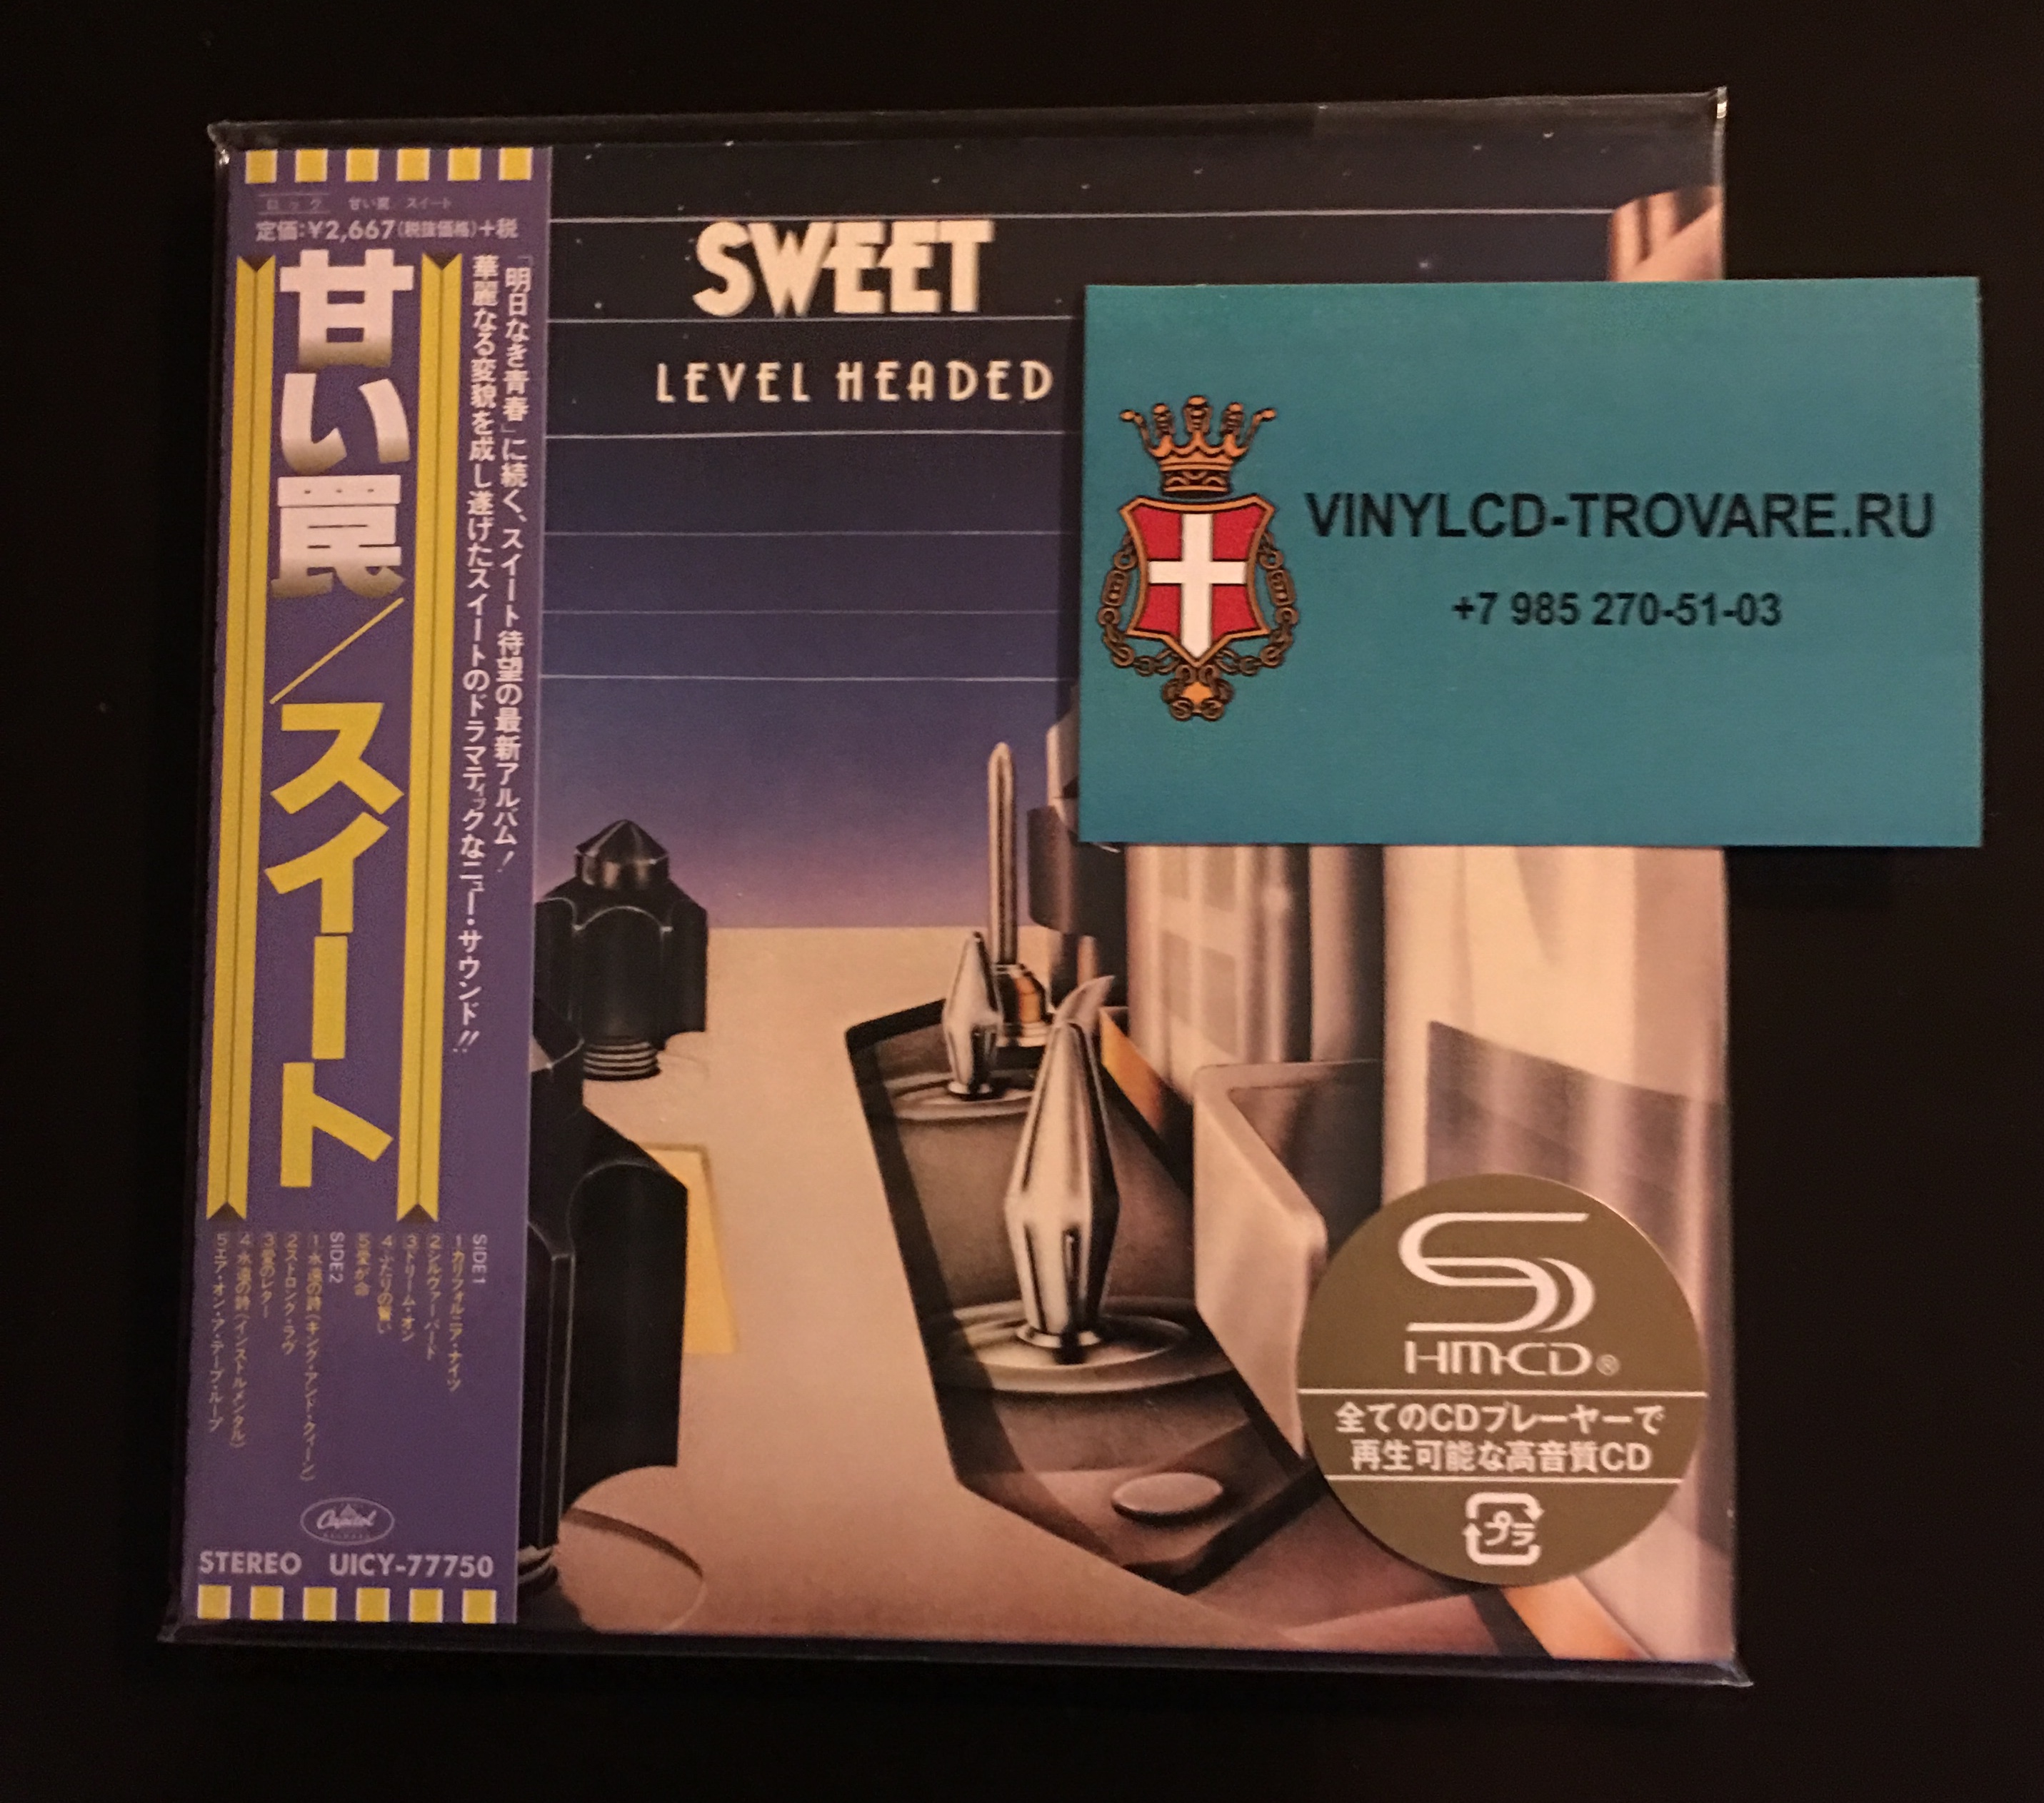 ロック 甘い罠/スイート
定価:¥2,667(税抜価格)+税
甘い罠/スイート
「明日なき青春」に続く、スイート待望の最新アルバム!
華麗なる変貌を成し遂げたスイートのドラマティックなニュー・サウンド!!
SIDE1
1カリフォルニア・ナイツ
2シルヴァー・バード
3ドリーム・オン
4ふたりの誓い
5愛が命
SIDE2
1永遠の詩(キング・アンド・クィーン)
2ストロング・ラヴ
3愛のレター
4永遠の詩(インストルメンタル)
5エア・オン・ア・テープ・ループ
Capitol
RECORDS
STEREO UICY-77750
SWEET
LEVEL HEADED
VINYLCD-TROVARE.RU
+7 985 270-51-03
HM-CD®
全てのCDプレーヤーで
再生可能な高音質CD
プラ